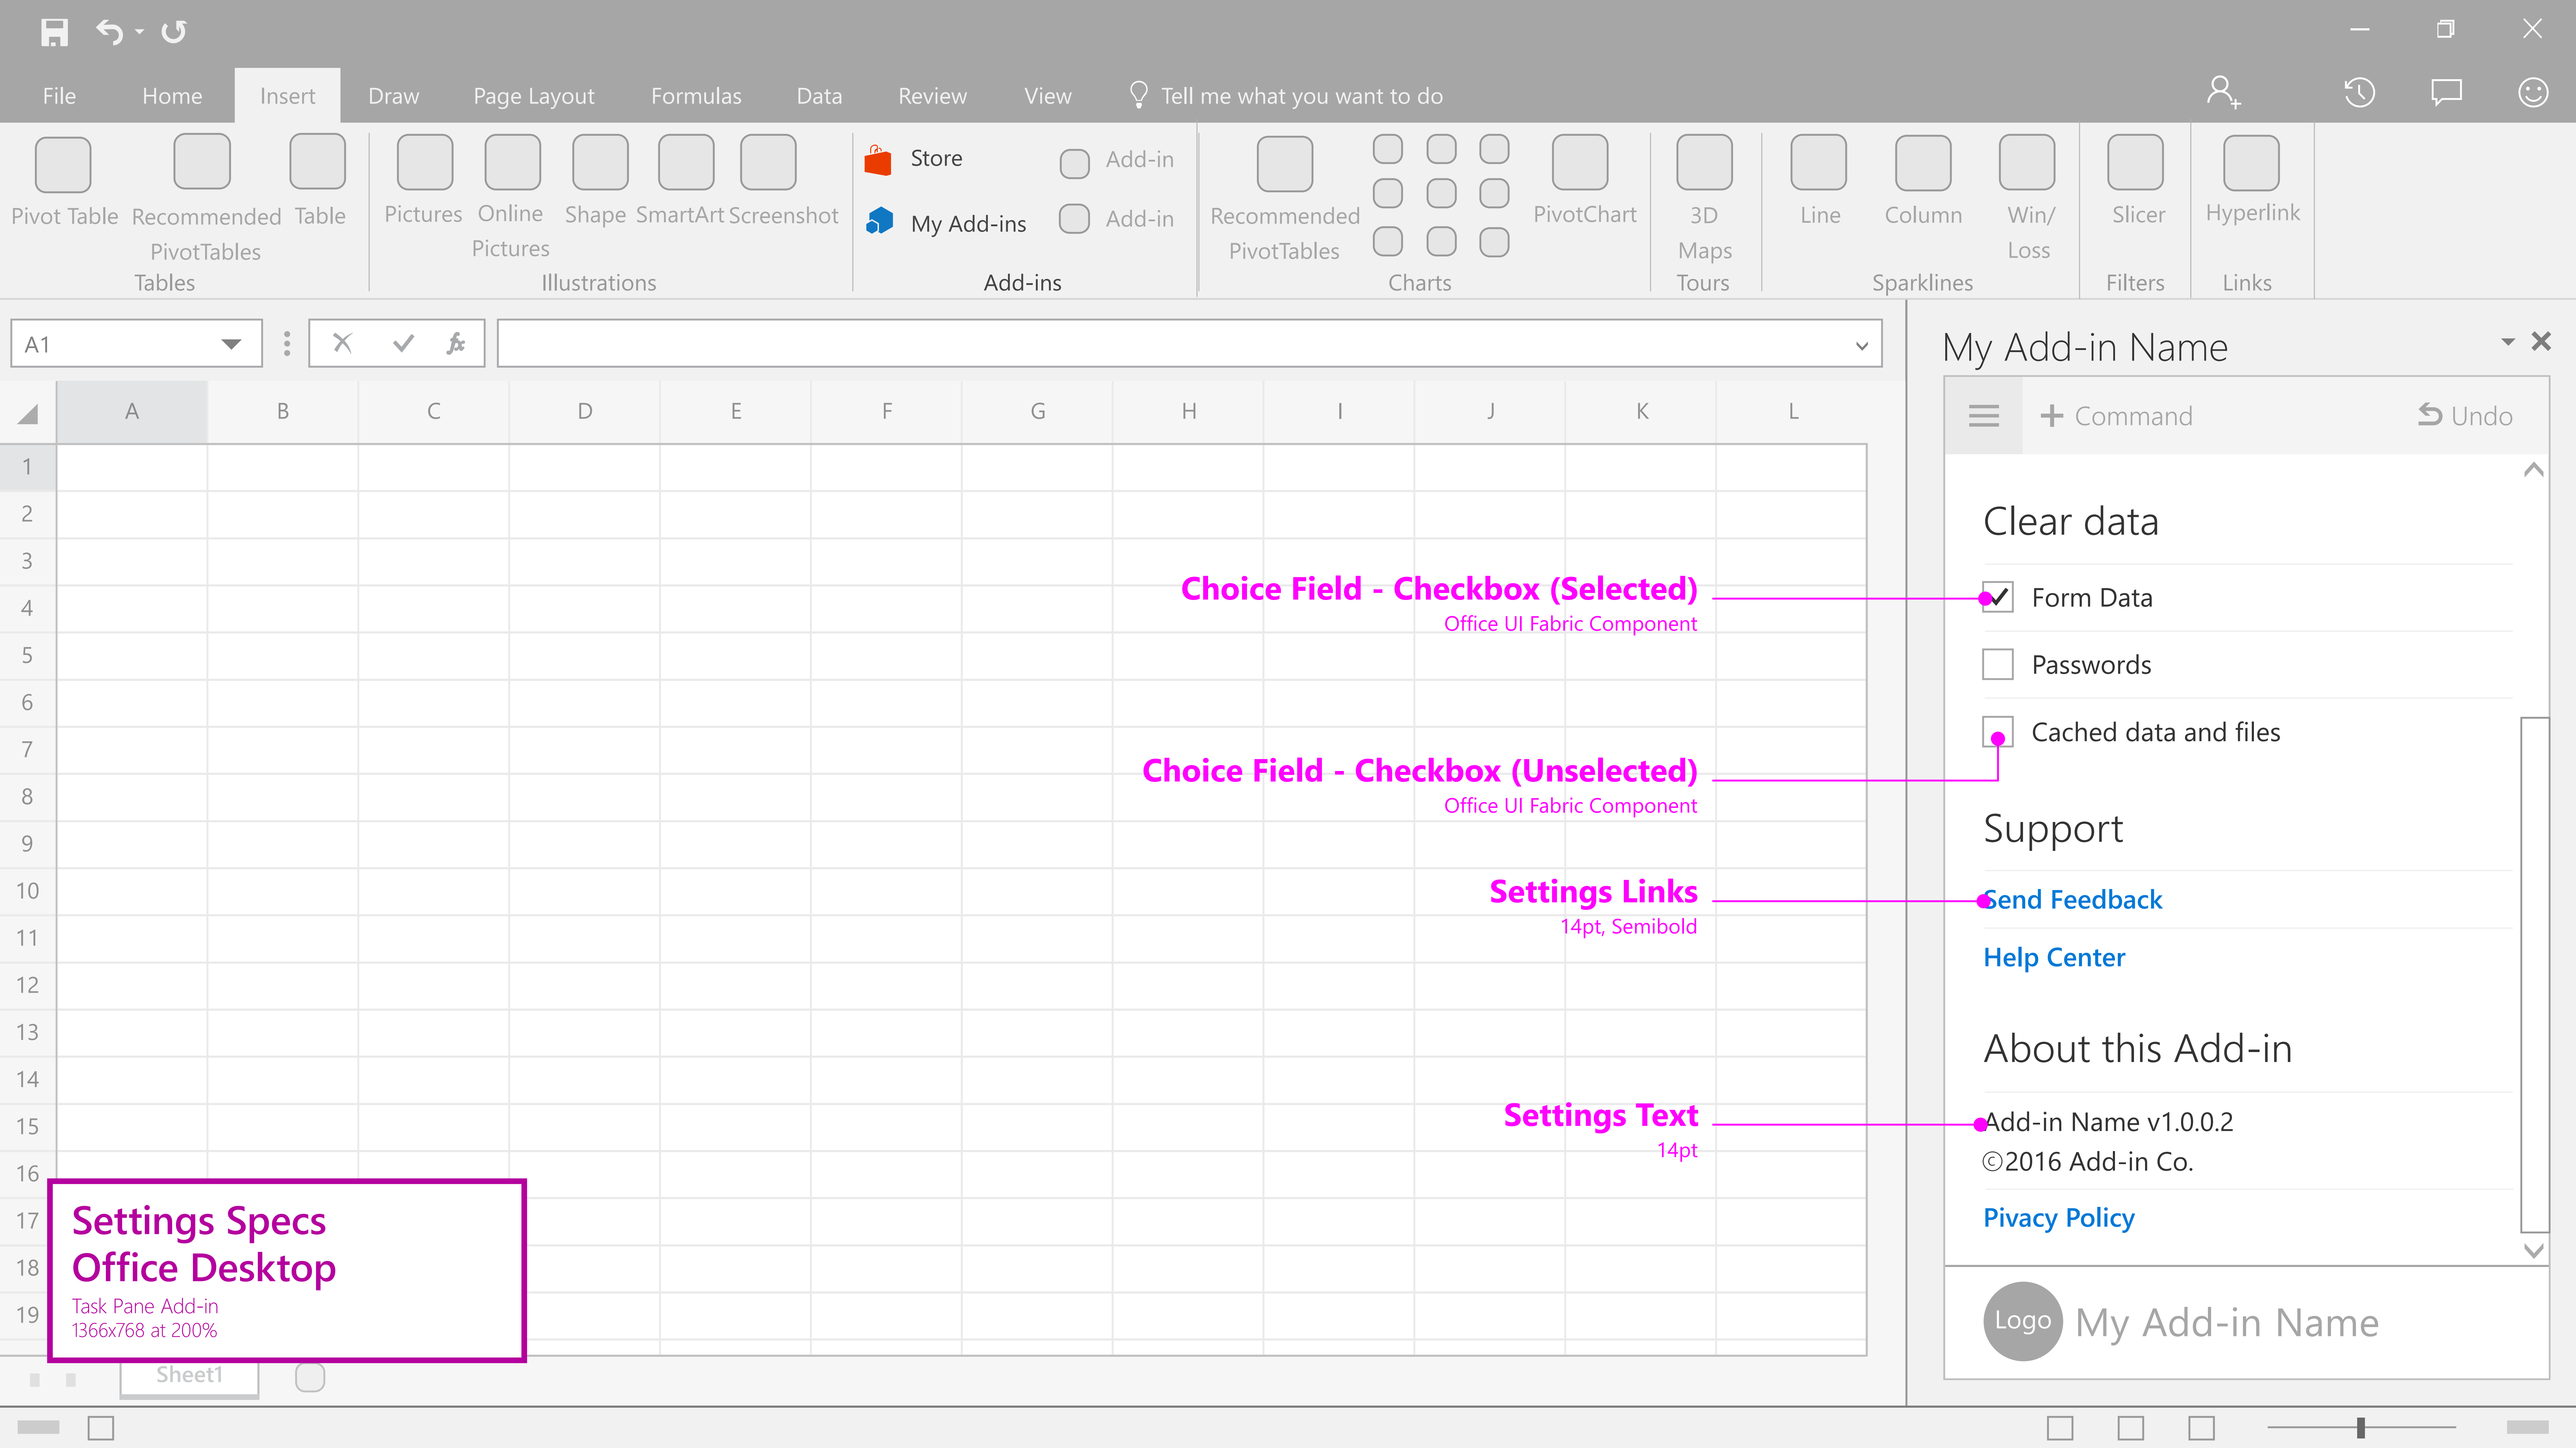 File Home Insert Draw Page Layout Formulas Data Review View Tell me what you want to do
Pivot Table
Recommended
PivotTables
Table
Tables
Pictures
Online
Pictures
Shape
SmartArt
Screenshot
Illustrations
Store
My Add-ins
Add-in
Add-in
Add-ins
Recommended
PivotTables
PivotChart
Charts
3D
Maps
Tours
Line
Column
Win/
Loss
Sparklines
Slicer
Filters
Hyperlink
Links
A1
fx
A B C D E F G H I J K L
1
2
3
4
5
6
7
8
9
10
11
12
13
14
15
16
17
18
19
Choice Field - Checkbox (Selected)
Office UI Fabric Component
Choice Field - Checkbox (Unselected)
Office UI Fabric Component
Settings Links
14pt, Semibold
Settings Text
14pt
Settings Specs
Office Desktop
Task Pane Add-in
1366x768 at 200%
Sheet1
My Add-in Name
Command
Undo
Clear data
Form Data
Passwords
Cached data and files
Support
Send Feedback
Help Center
About this Add-in
Add-in Name v1.0.0.2
©2016 Add-in Co.
Pivacy Policy
Logo
My Add-in Name